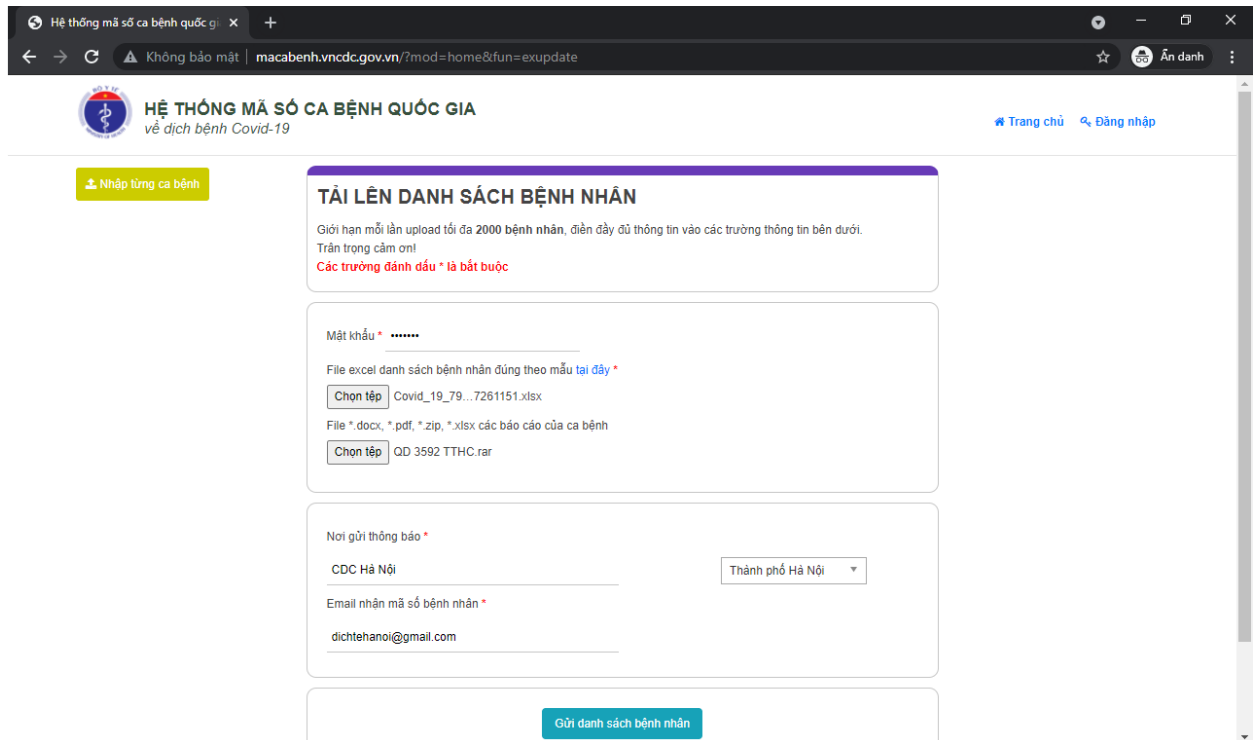 Hệ thống mã số ca bệnh quốc gi
Không bảo mật | macabenh.vncdc.gov.vn/?mod=home&fun=exupdate
Ẩn danh
BỘ Y TẾ
HỆ THỐNG MÃ SỐ CA BỆNH QUỐC GIA
về dịch bệnh Covid-19
Trang chủ Đăng nhập
Nhập từng ca bệnh
TẢI LÊN DANH SÁCH BỆNH NHÂN
Giới hạn mỗi lần upload tối đa 2000 bệnh nhân, điền đầy đủ thông tin vào các trường thông tin bên dưới.
Trân trọng cảm ơn!
Các trường đánh dấu * là bắt buộc
Mật khẩu * •••••••
File excel danh sách bệnh nhân đúng theo mẫu tại đây *
Chọn tệp Covid_19_79...7261151.xlsx
File *.docx, *.pdf, *.zip, *.xlsx các báo cáo của ca bệnh
Chọn tệp QD 3592 TTHC.rar
Nơi gửi thông báo *
CDC Hà Nội
Thành phố Hà Nội
Email nhận mã số bệnh nhân *
dichtehanoi@gmail.com
Gửi danh sách bệnh nhân